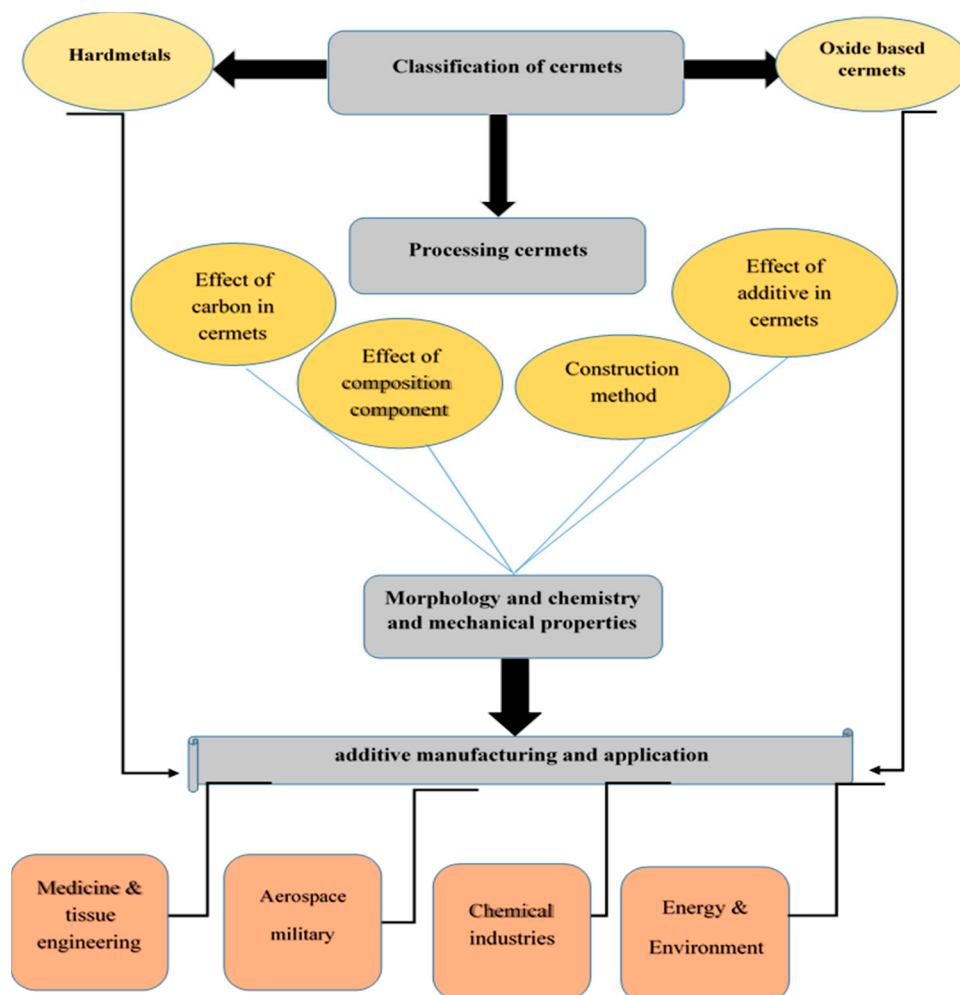 Hardmetals
Classification of cermets
Oxide based
cermets
Processing cermets
Effect of
carbon in
cermets
Effect of
composition
component
Construction
method
Effect of
additive in
cermets
Morphology and chemistry
and mechanical properties
additive manufacturing and application
Medicine &
tissue
engineering
Aerospace
military
Chemical
industries
Energy &
Environment